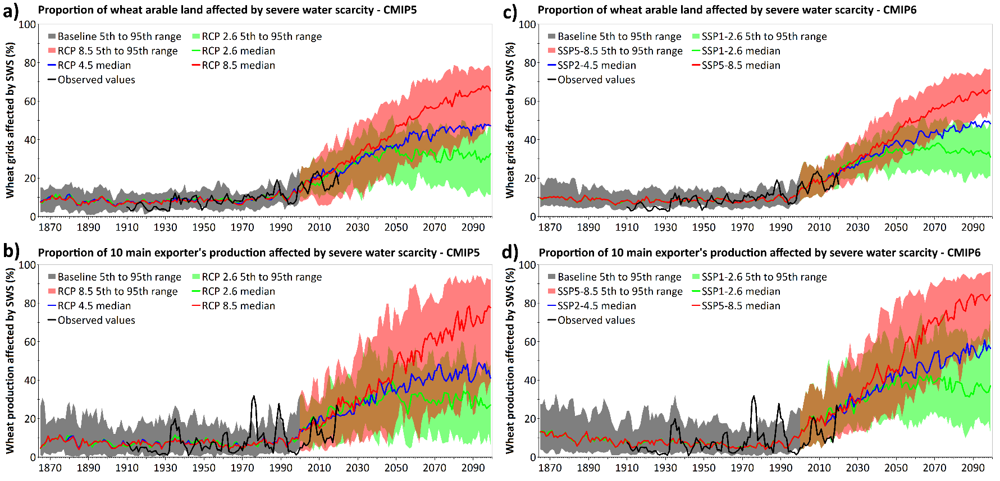 a) Proportion of wheat arable land affected by severe water scarcity - CMIP5
Wheat grids affected by SWS (%)
100
80
60
40
20
0
Baseline 5th to 95th range
RCP 2.6 5th to 95th range
RCP 8.5 5th to 95th range
RCP 2.6 median
RCP 4.5 median
RCP 8.5 median
Observed values
1870 1890 1910 1930 1950 1970 1990 2010 2030 2050 2070 2090
c) Proportion of wheat arable land affected by severe water scarcity - CMIP6
Wheat grids affected by SWS (%)
100
80
60
40
20
0
Baseline 5th to 95th range
SSP1-2.6 5th to 95th range
SSP5-8.5 5th to 95th range
SSP1-2.6 median
SSP2-4.5 median
SSP5-8.5 median
Observed values
1870 1890 1910 1930 1950 1970 1990 2010 2030 2050 2070 2090
b) Proportion of 10 main exporter's production affected by severe water scarcity - CMIP5
Wheat production affected by SWS (%)
100
80
60
40
20
0
Baseline 5th to 95th range
RCP 2.6 5th to 95th range
RCP 8.5 5th to 95th range
RCP 2.6 median
RCP 4.5 median
RCP 8.5 median
Observed values
1870 1890 1910 1930 1950 1970 1990 2010 2030 2050 2070 2090
d) Proportion of 10 main exporter's production affected by severe water scarcity - CMIP6
Wheat production affected by SWS (%)
100
80
60
40
20
0
Baseline 5th to 95th range
SSP1-2.6 5th to 95th range
SSP5-8.5 5th to 95th range
SSP1-2.6 median
SSP2-4.5 median
SSP5-8.5 median
Observed values
1870 1890 1910 1930 1950 1970 1990 2010 2030 2050 2070 2090